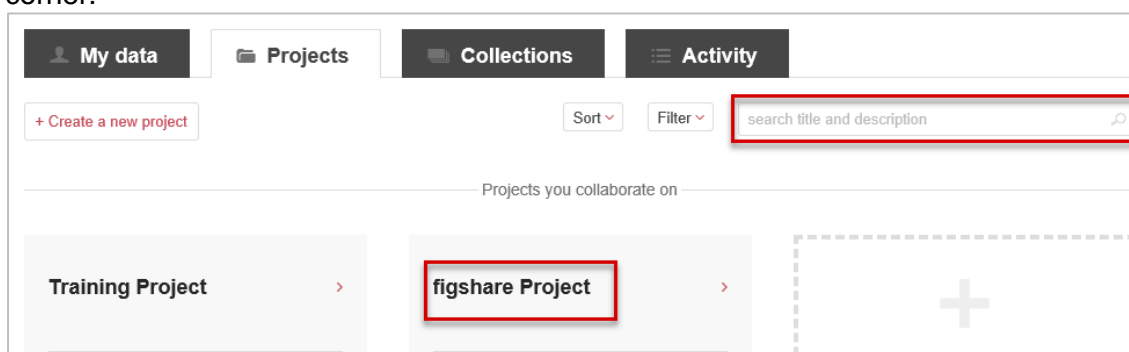 corner.
My data Projects Collections Activity
+ Create a new project Sort Filter search title and description
Projects you collaborate on
Training Project > figshare Project >